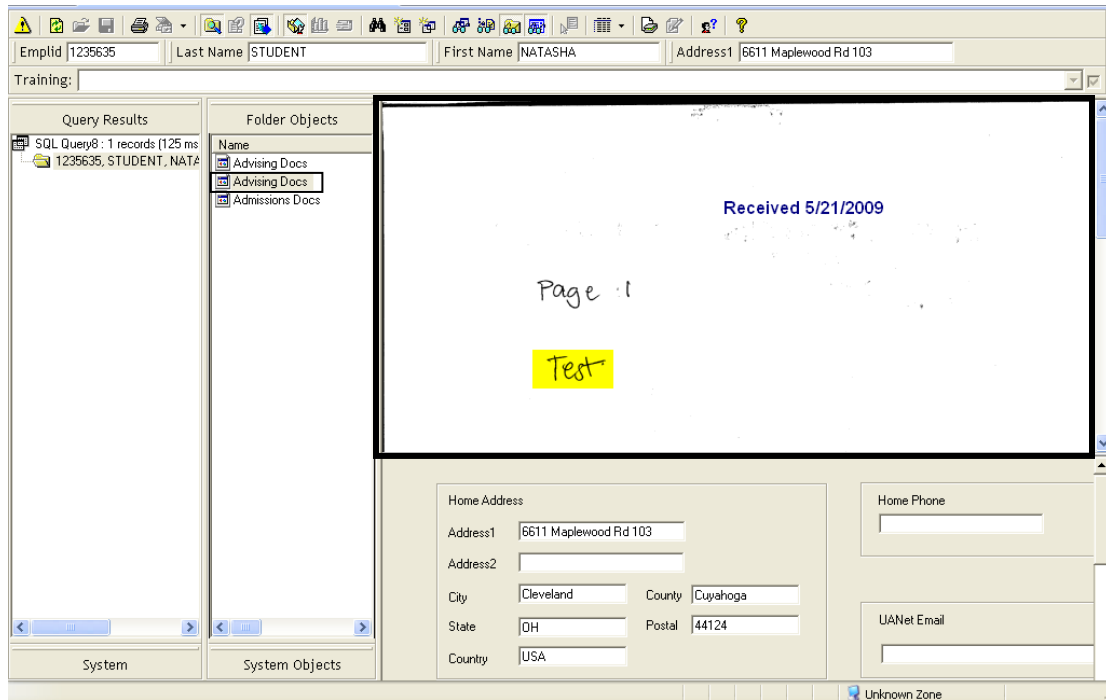 Emplid 1235635 Last Name STUDENT First Name NATASHA Address1 6611 Maplewood Rd 103
Training:
Query Results
SQL Query8 : 1 records (125 ms
1235635, STUDENT, NATA
System
Folder Objects
Name
Advising Docs
Advising Docs
Admissions Docs
System Objects
Received 5/21/2009
Page 1
Test
Home Address
Address1 6611 Maplewood Rd 103
Address2
City Cleveland County Cuyahoga
State OH Postal 44124
Country USA
Home Phone
UANet Email
Unknown Zone